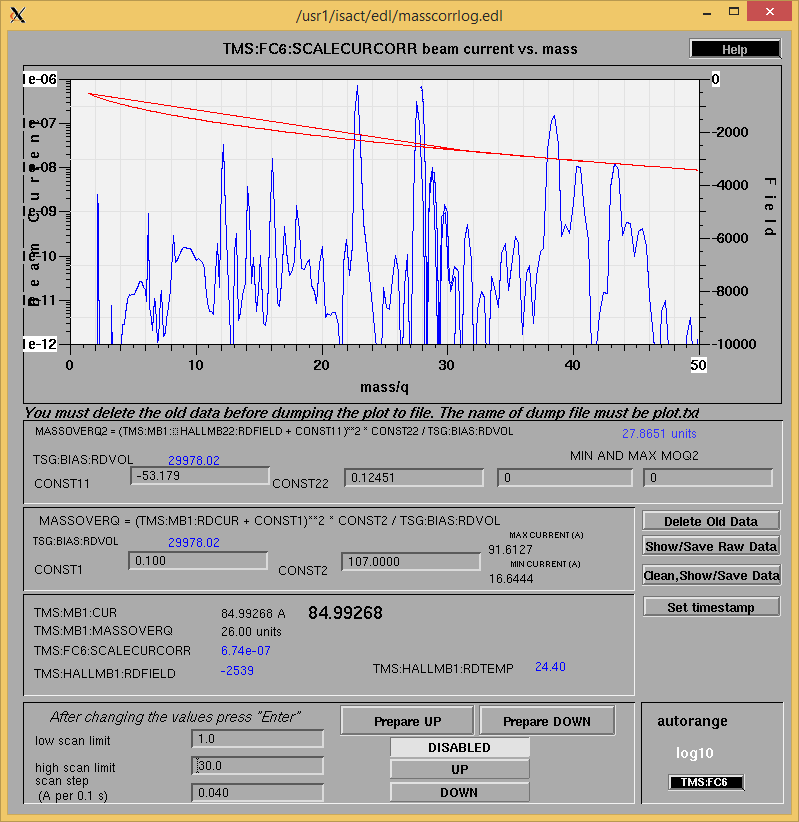 /usr1/isact/edl/masscorrlog.edl
TMS:FC6:SCALECURCORR beam current vs. mass
Help
1e-06
1e-07
1e-08
1e-09
1e-10
1e-11
1e-12
Beam Current
0
-2000
-4000
-6000
-8000
-10000
Field
0 10 20 30 40 50
mass/q
You must delete the old data before dumping the plot to file. The name of dump file must be plot.txt
27.8651 units
TSG:BIAS:RDVOL 29978.02 MIN AND MAX MOQ2
CONST11 -53.179 CONST22 0.12451 0 0
MASSOVERQ = (TMS:MB1:RDCUR + CONST1)**2 * CONST2 / TSG:BIAS:RDVOL
TSG:BIAS:RDVOL 29978.02 MAX CURRENT (A)
91.6127
CONST1 0.100 CONST2 107.0000 MIN CURRENT (A)
16.6444
Delete Old Data
Show/Save Raw Data
Clean,Show/Save Data
Set timestamp
TMS:MB1:CUR 84.99268 A 84.99268
TMS:MB1:MASSOVERQ 26.00 units
TMS:FC6:SCALECURCORR 6.74e-07
TMS:HALLMB1:RDFIELD -2539 TMS:HALLMB1:RDTEMP 24.40
After changing the values press "Enter"
low scan limit 1.0
high scan limit 30.0
scan step
(A per 0.1 s) 0.040
Prepare UP Prepare DOWN
DISABLED
UP
DOWN
autorange
log10
TMS:FC6